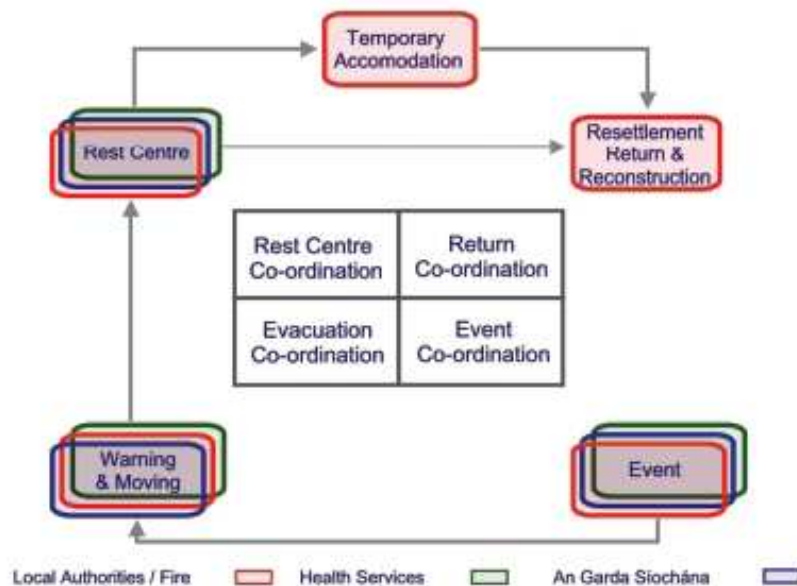 Temporary
Accomodation
Rest Centre
Resettlement
Return &
Reconstruction
Rest Centre
Co-ordination
Return
Co-ordination
Evacuation
Co-ordination
Event
Co-ordination
Warning
& Moving
Event
Local Authorities / Fire
Health Services
An Garda Síochána